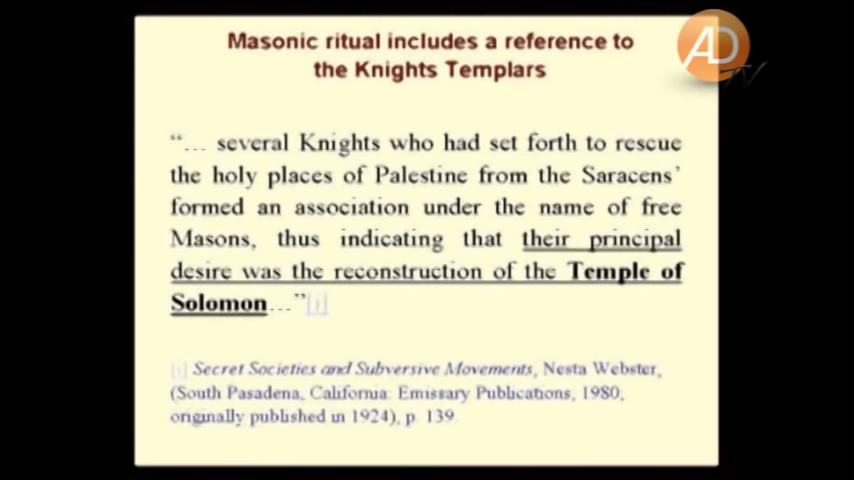 Masonic ritual includes a reference to
the Knights Templars
AD
TV
“... several Knights who had set forth to rescue
the holy places of Palestine from the Saracens’
formed an association under the name of free
Masons, thus indicating that their principal
desire was the reconstruction of the Temple of
Solomon...”[1]
[1] Secret Societies and Subversive Movements, Nesta Webster,
(South Pasadena, California: Emissary Publications, 1980,
originally published in 1924), p. 139.